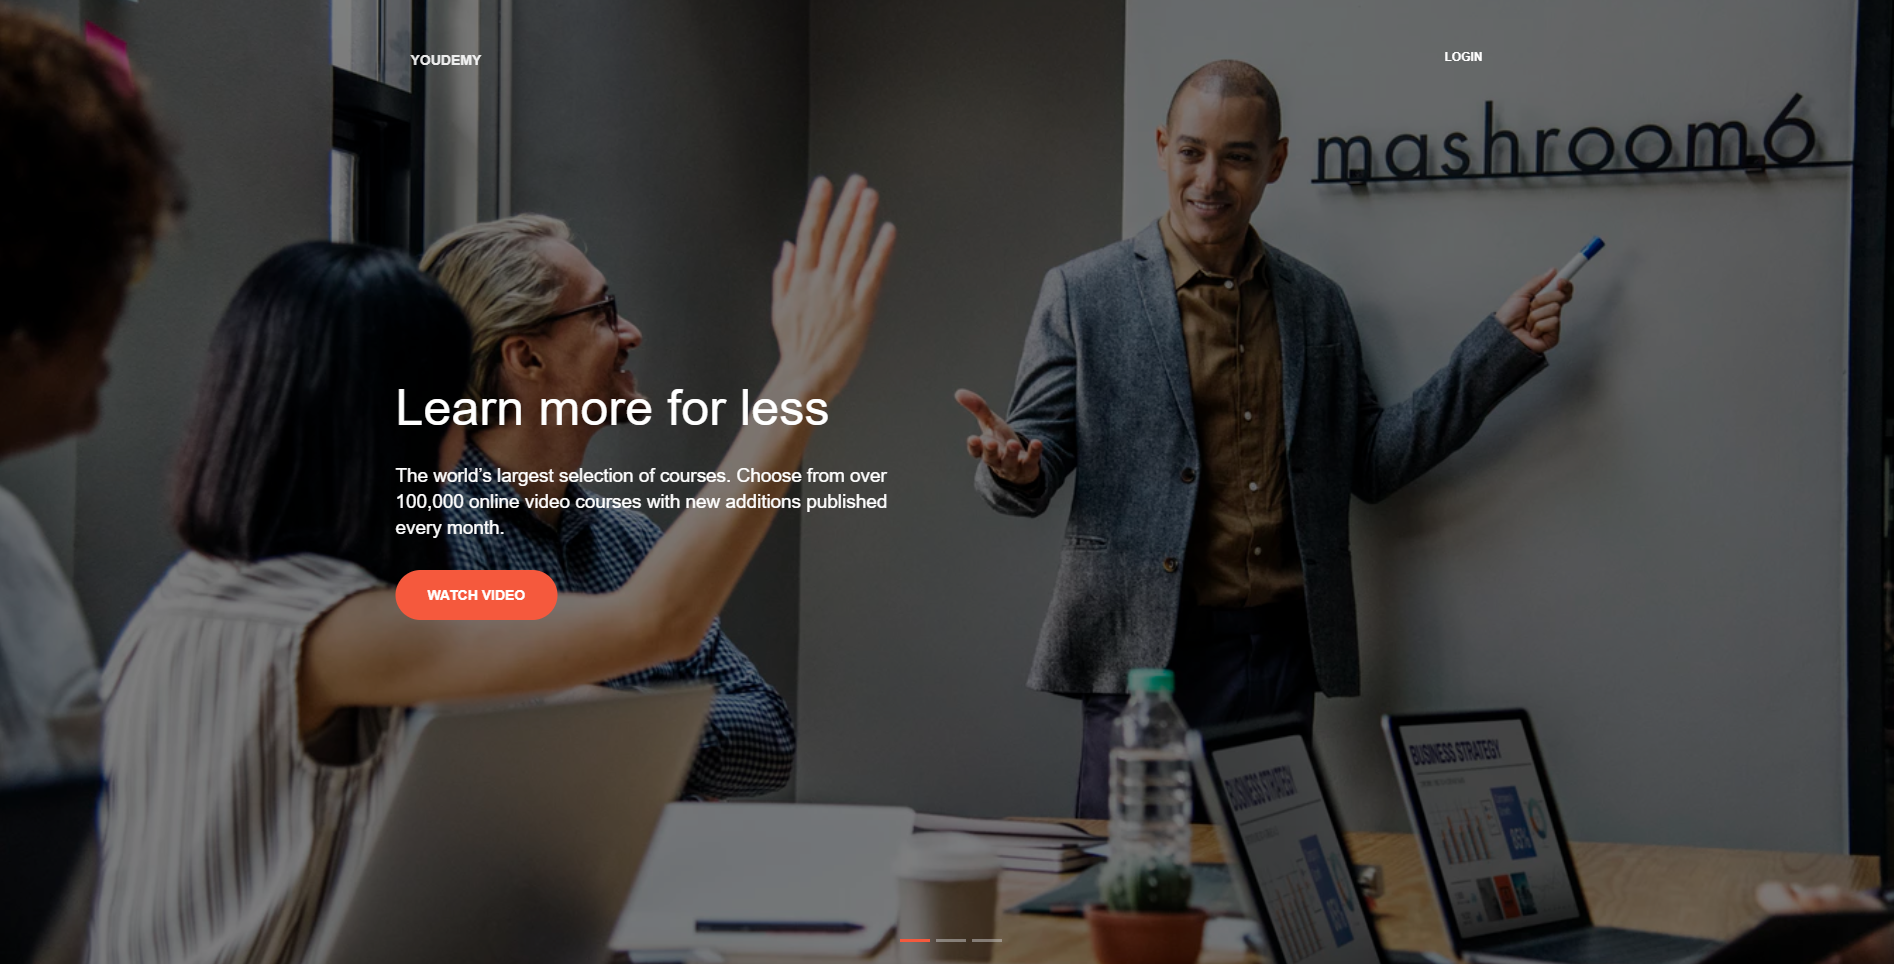 YOUDEMY
LOGIN
mashroom6
Learn more for less
The world’s largest selection of courses. Choose from over
100,000 online video courses with new additions published
every month.
WATCH VIDEO
BUSINESS STRATEGY
BUSINESS STRATEGY
85%